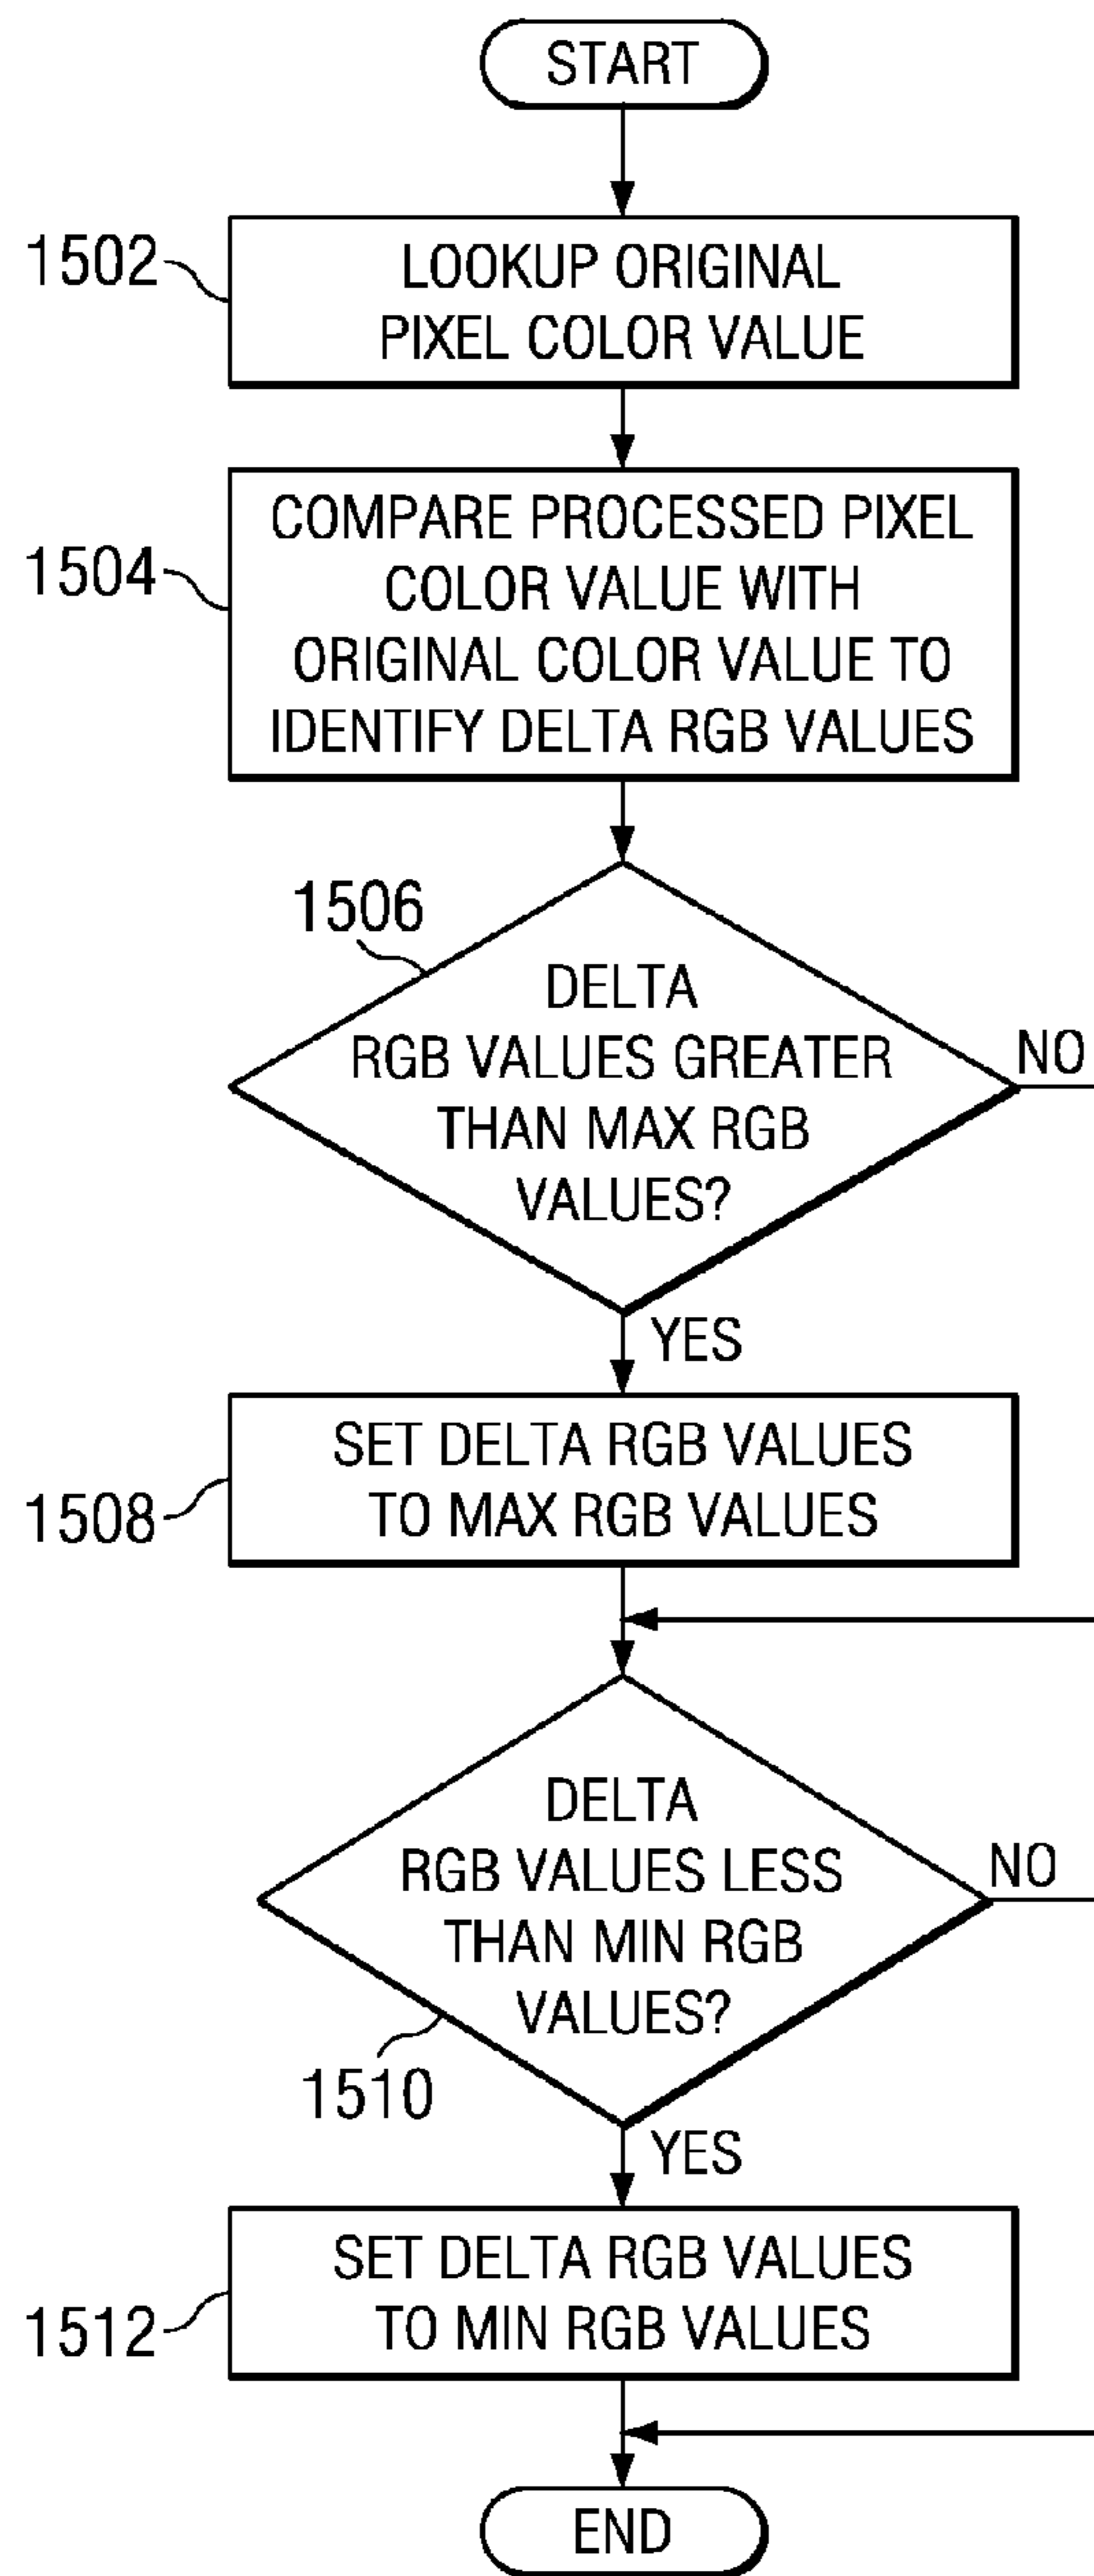 START
1502
LOOKUP ORIGINAL
PIXEL COLOR VALUE
1504
COMPARE PROCESSED PIXEL
COLOR VALUE WITH
ORIGINAL COLOR VALUE TO
IDENTIFY DELTA RGB VALUES
1506
DELTA
RGB VALUES GREATER
THAN MAX RGB
VALUES?
NO
YES
1508
SET DELTA RGB VALUES
TO MAX RGB VALUES
DELTA
RGB VALUES LESS
THAN MIN RGB
VALUES?
NO
1510
YES
1512
SET DELTA RGB VALUES
TO MIN RGB VALUES
END